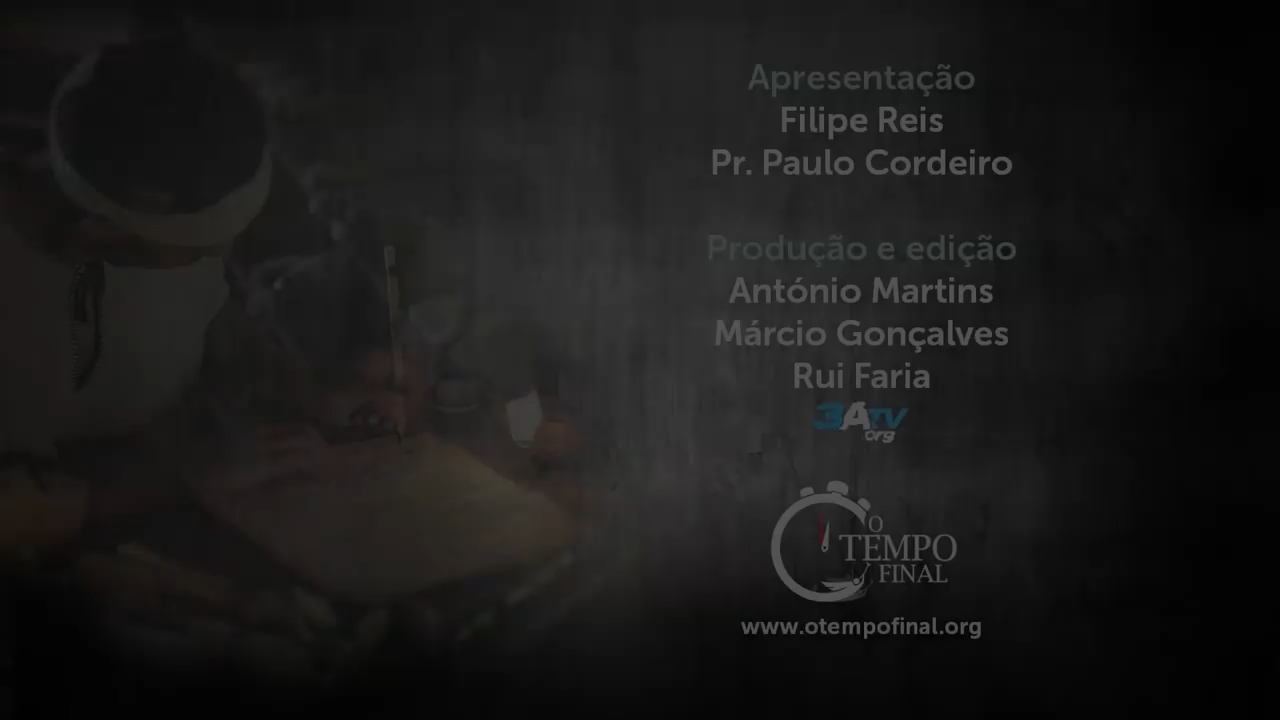 Apresentação
Filipe Reis
Pr. Paulo Cordeiro
Produção e edição
António Martins
Márcio Gonçalves
Rui Faria
3ATV
.org
O
TEMPO
FINAL
www.otempofinal.org